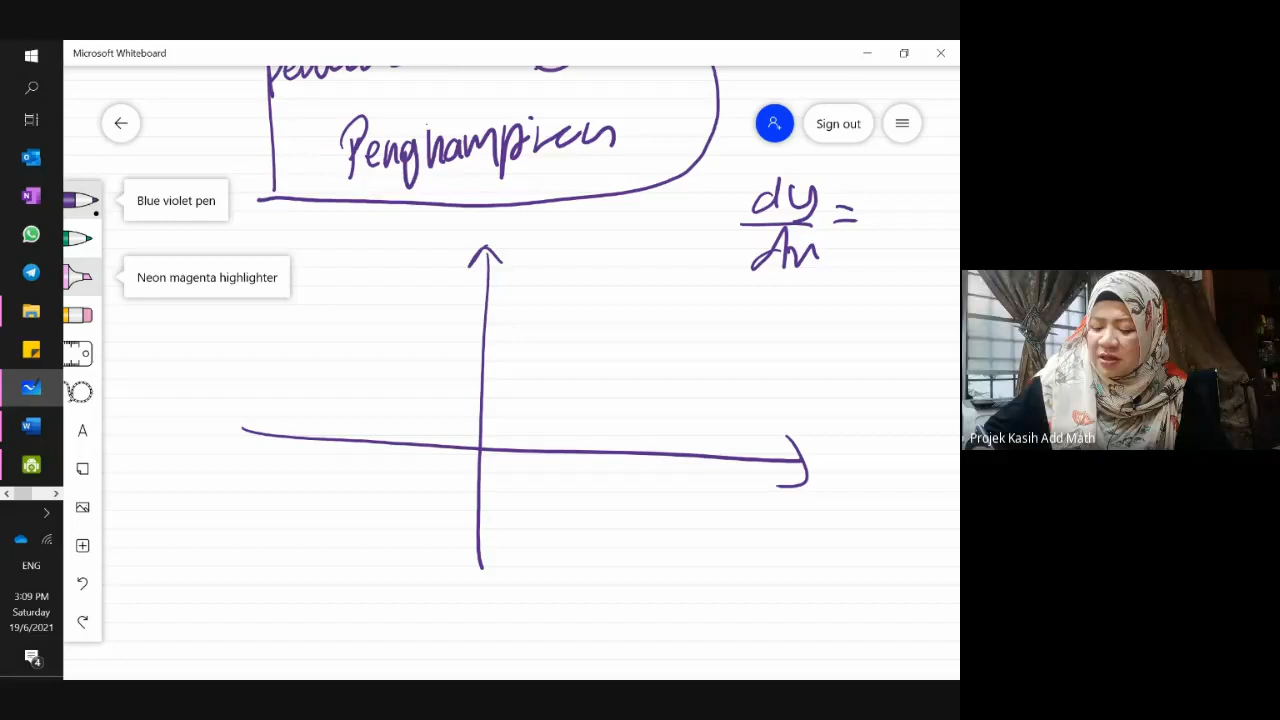 Microsoft Whiteboard
Penghampiran
Sign out
Blue violet pen
dy
dx
=
Neon magenta highlighter
A
Projek Kasih Add Math
ENG
3:09 PM
Saturday
19/6/2021
4